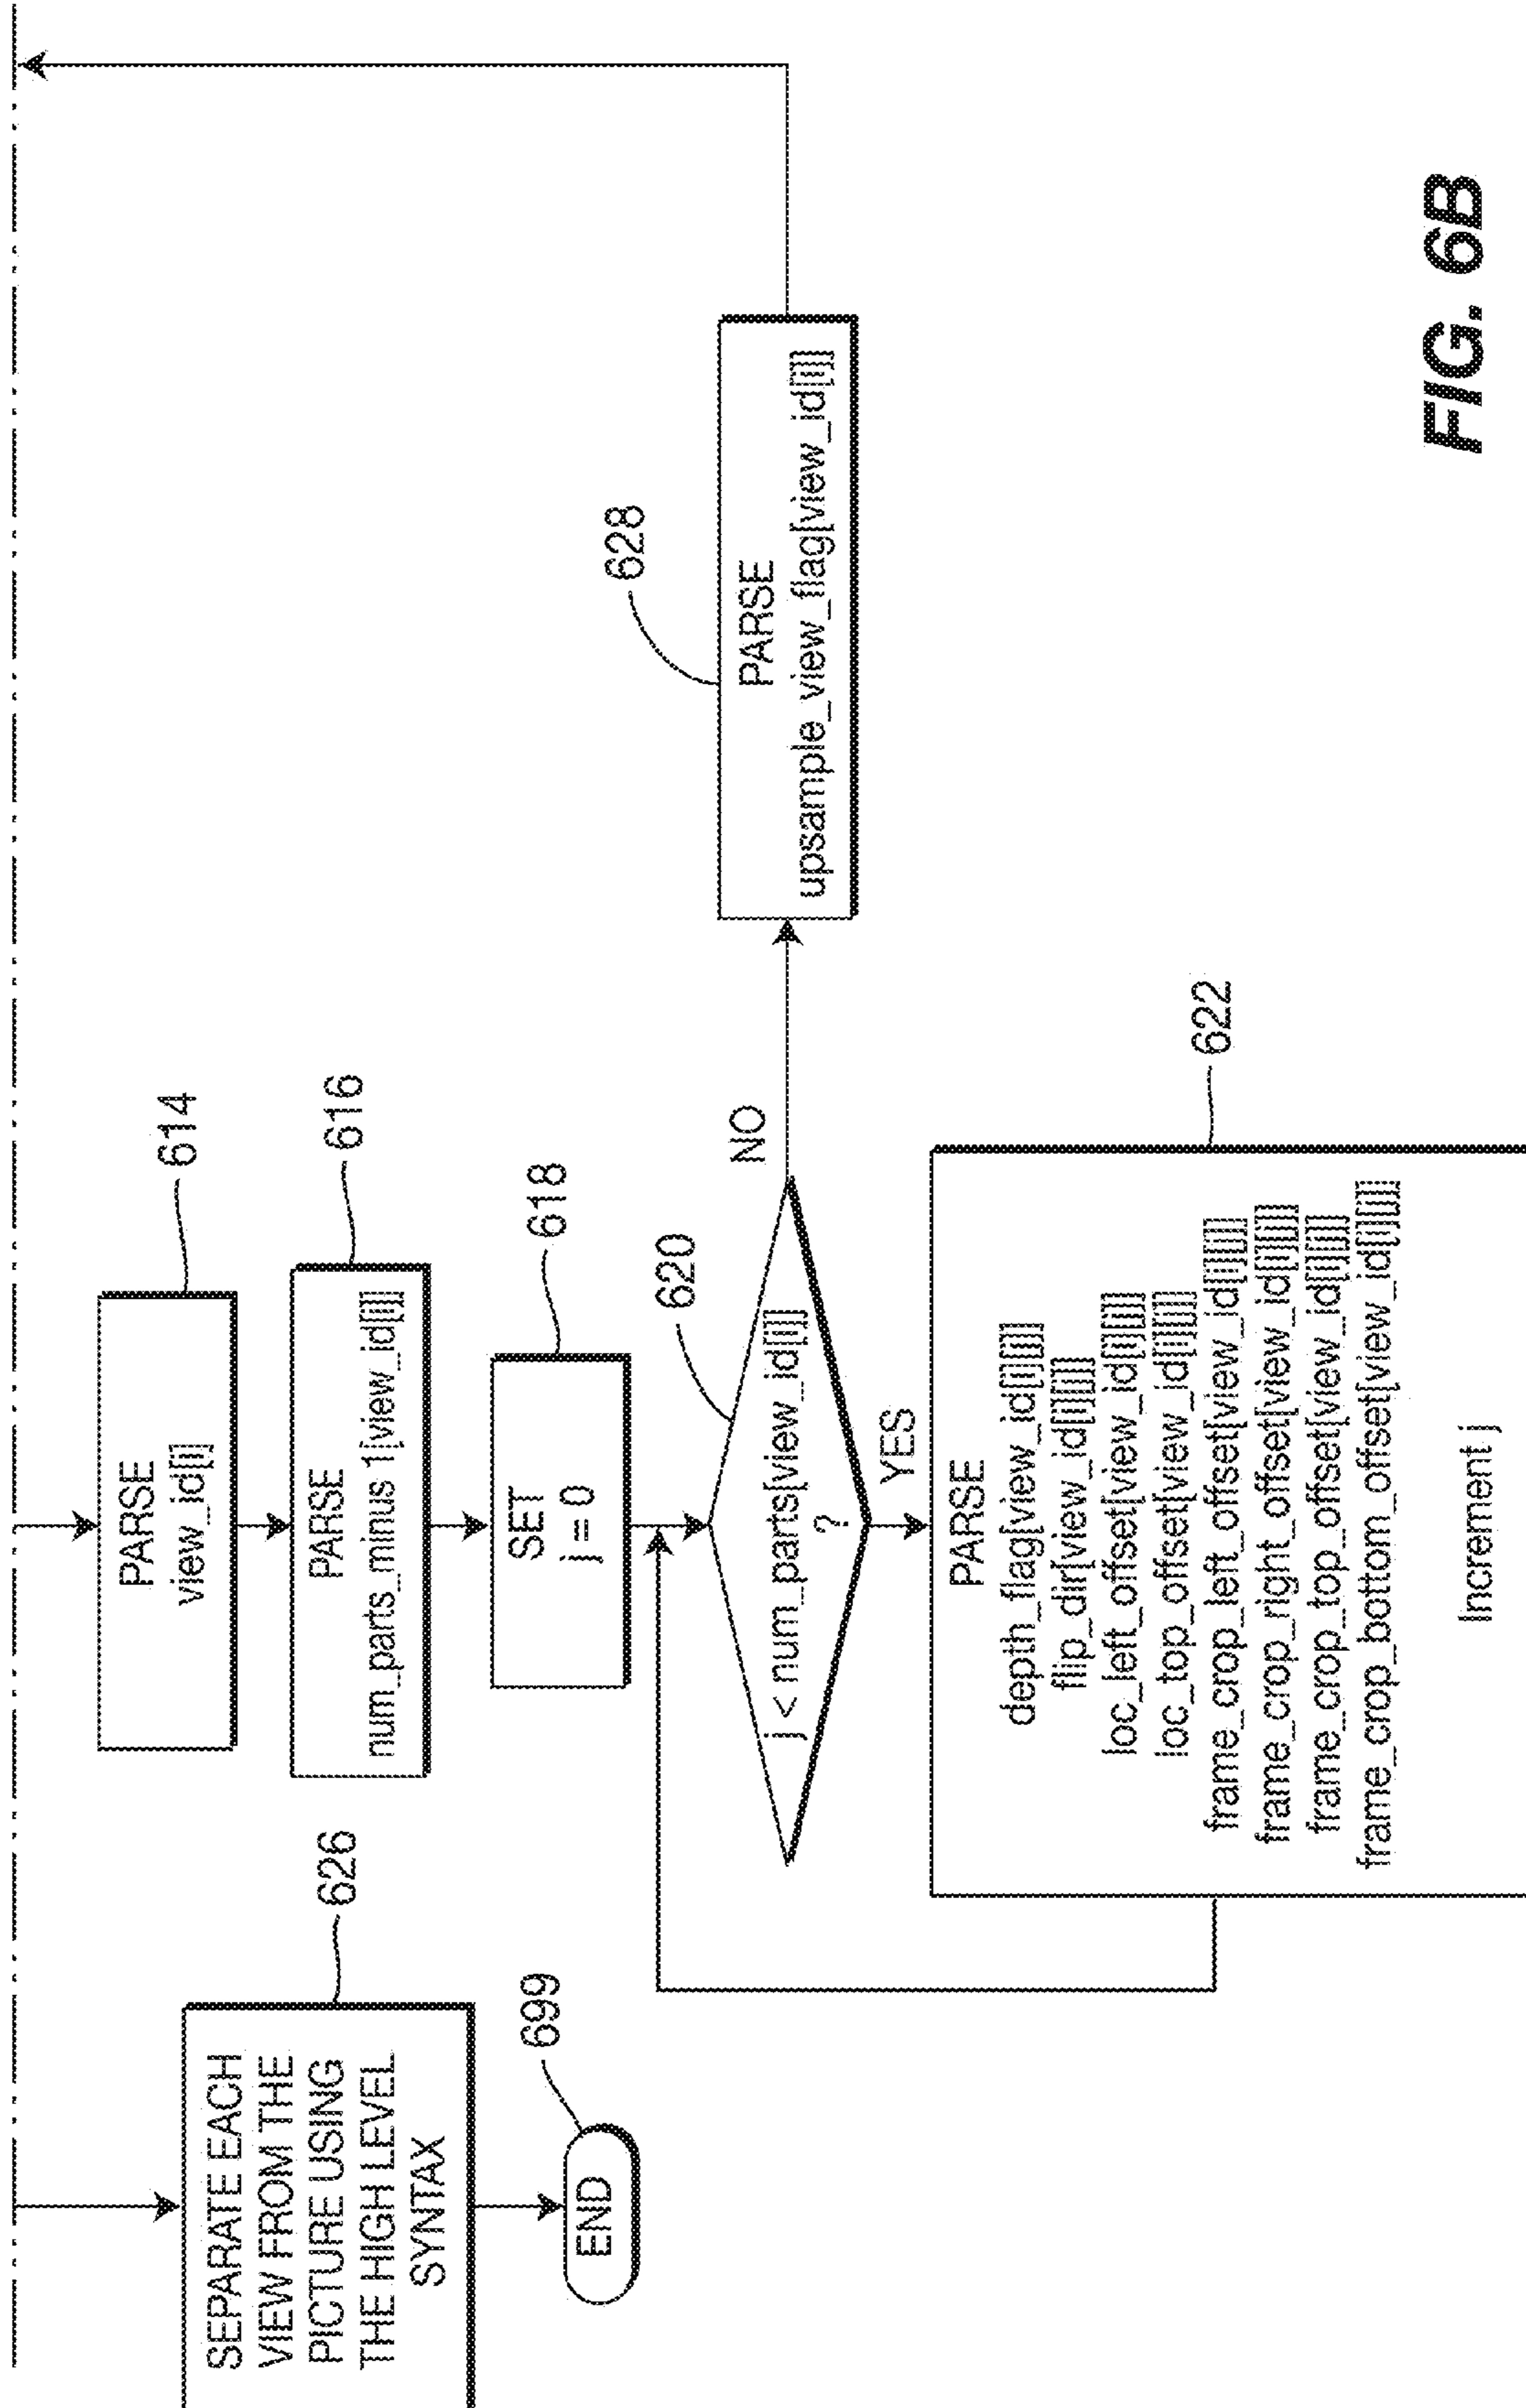 SEPARATE EACH
VIEW FROM THE
PICTURE USING
THE HIGH LEVEL
SYNTAX
626
END
699
PARSE
view_id[i]
614
PARSE
num_parts_minus 1[view_id[i]]
616
SET
j = 0
618
j < num_parts[view_id[i]]
?
620
NO
YES
PARSE
depth_flag[view_id[i][j]]
flip_dir[view_id[i][j]]
loc_left_offset[view_id[i][j]]
loc_top_offset[view_id[i][j]]
frame_crop_left_offset[view_id[i][j]]
frame_crop_right_offset[view_id[i][j]]
frame_crop_top_offset[view_id[i][j]]
frame_crop_bottom_offset[view_id[i][j]]
Increment j
622
PARSE
upsample_view_flag[view_id[i]]
628
FIG. 6B